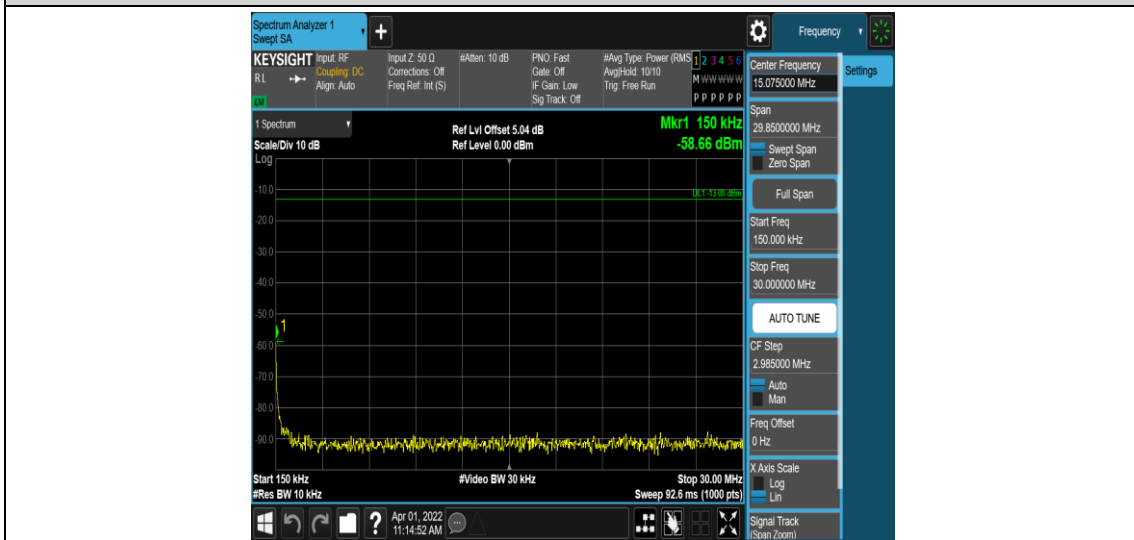 Spectrum Analyzer 1
Swept SA
+
Frequency
KEYSIGHT
RL
LXI
Input: RF
Coupling: DC
Align: Auto
Input Z: 50 Ω
Corrections: Off
Freq Ref: Int (S)
#Atten: 10 dB
PNO: Fast
Gate: Off
IF Gain: Low
Sig Track: Off
#Avg Type: Power (RMS
Avg|Hold: 10/10
Trig: Free Run
1 2 3 4 5 6
M W W W W W
P P P P P P
1 Spectrum
Scale/Div 10 dB
Log
Ref Lvl Offset 5.04 dB
Ref Level 0.00 dBm
Mkr1 150 kHz
-58.66 dBm
DL1 -13.00 dBm
-10.0
-20.0
-30.0
-40.0
-50.0
1
-60.0
-70.0
-80.0
-90.0
Start 150 kHz
#Res BW 10 kHz
#Video BW 30 kHz
Stop 30.00 MHz
Sweep 92.6 ms (1000 pts)
Center Frequency
15.075000 MHz
Settings
Span
29.8500000 MHz
Swept Span
Zero Span
Full Span
Start Freq
150.000 kHz
Stop Freq
30.000000 MHz
AUTO TUNE
CF Step
2.985000 MHz
Auto
Man
Freq Offset
0 Hz
X Axis Scale
Log
Lin
Signal Track
(Span Zoom)
?
Apr 01, 2022
11:14:52 AM